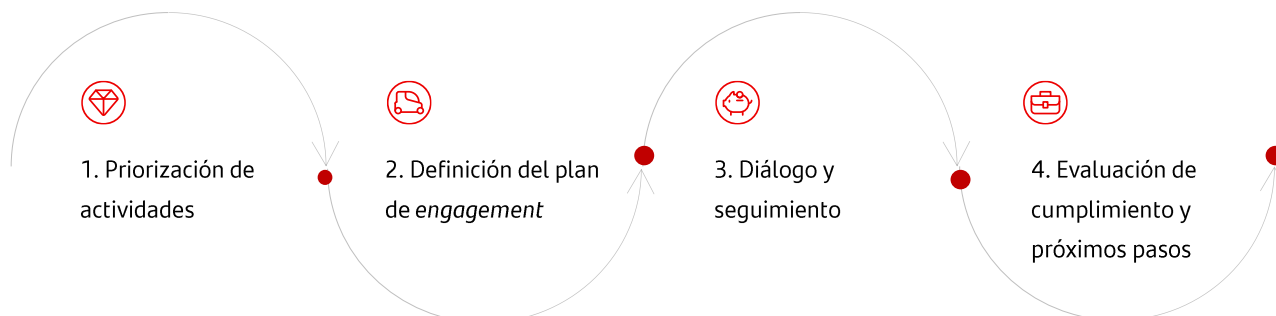 1. Priorización de
actividades
2. Definición del plan
de engagement
3. Diálogo y
seguimiento
4. Evaluación de
cumplimiento y
próximos pasos